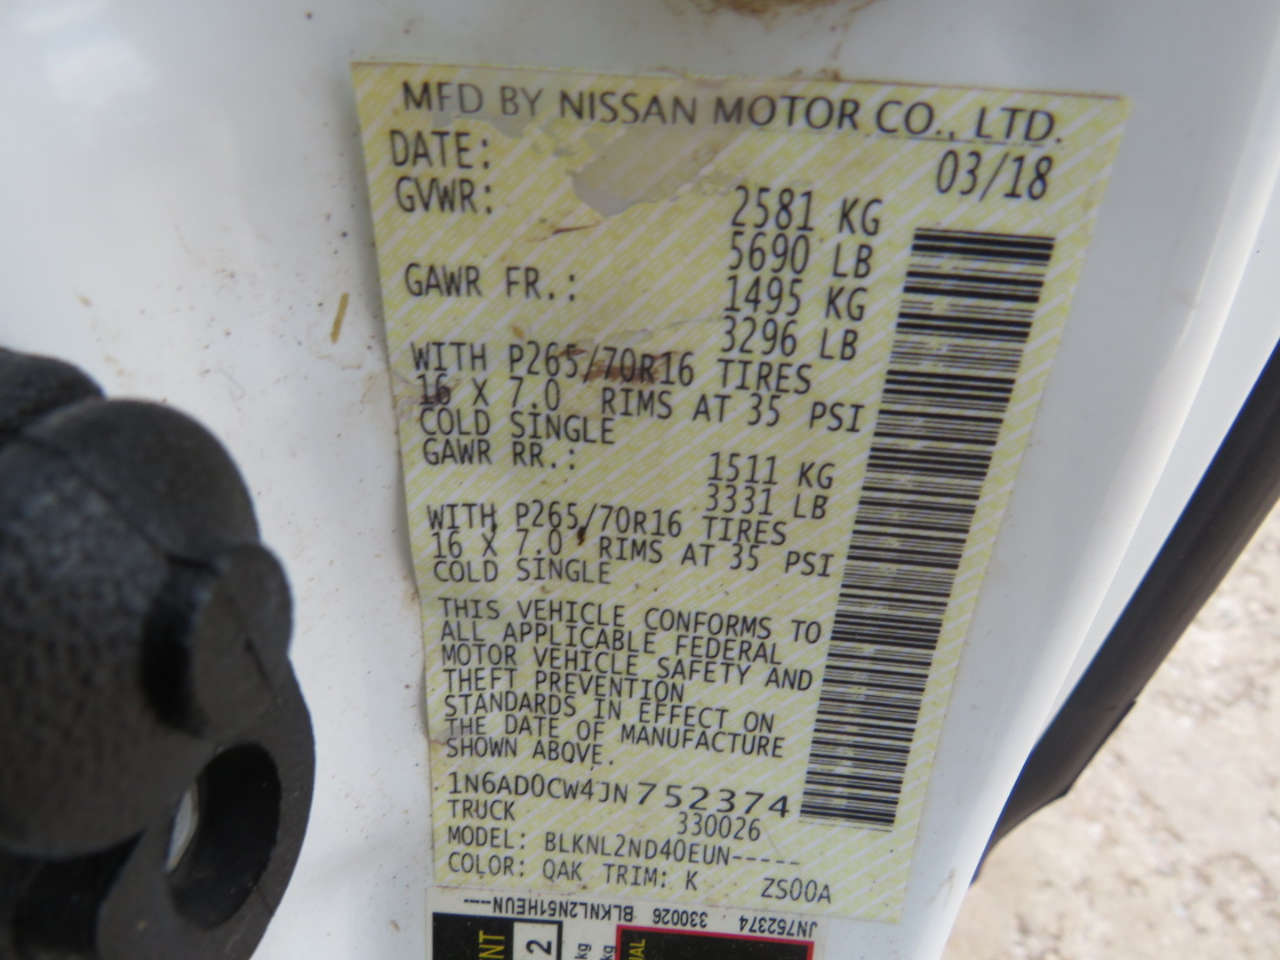 MFD BY NISSAN MOTOR CO., LTD.
DATE: 03/18
GVWR: 2581 KG
5690 LB
GAWR FR.: 1495 KG
3296 LB
WITH P265/70R16 TIRES
16 X 7.0 RIMS AT 35 PSI
COLD SINGLE
GAWR RR.: 1511 KG
3331 LB
WITH P265/70R16 TIRES
16 X 7.0 RIMS AT 35 PSI
COLD SINGLE
THIS VEHICLE CONFORMS TO
ALL APPLICABLE FEDERAL
MOTOR VEHICLE SAFETY AND
THEFT PREVENTION
STANDARDS IN EFFECT ON
THE DATE OF MANUFACTURE
SHOWN ABOVE.
1N6AD0CW4JN752374
TRUCK 330026
MODEL: BLKNL2ND40EUN-----
COLOR: QAK TRIM: K ZS00A
JN752374 330026 BLKNL2N51HEUN----
2
kg
kg